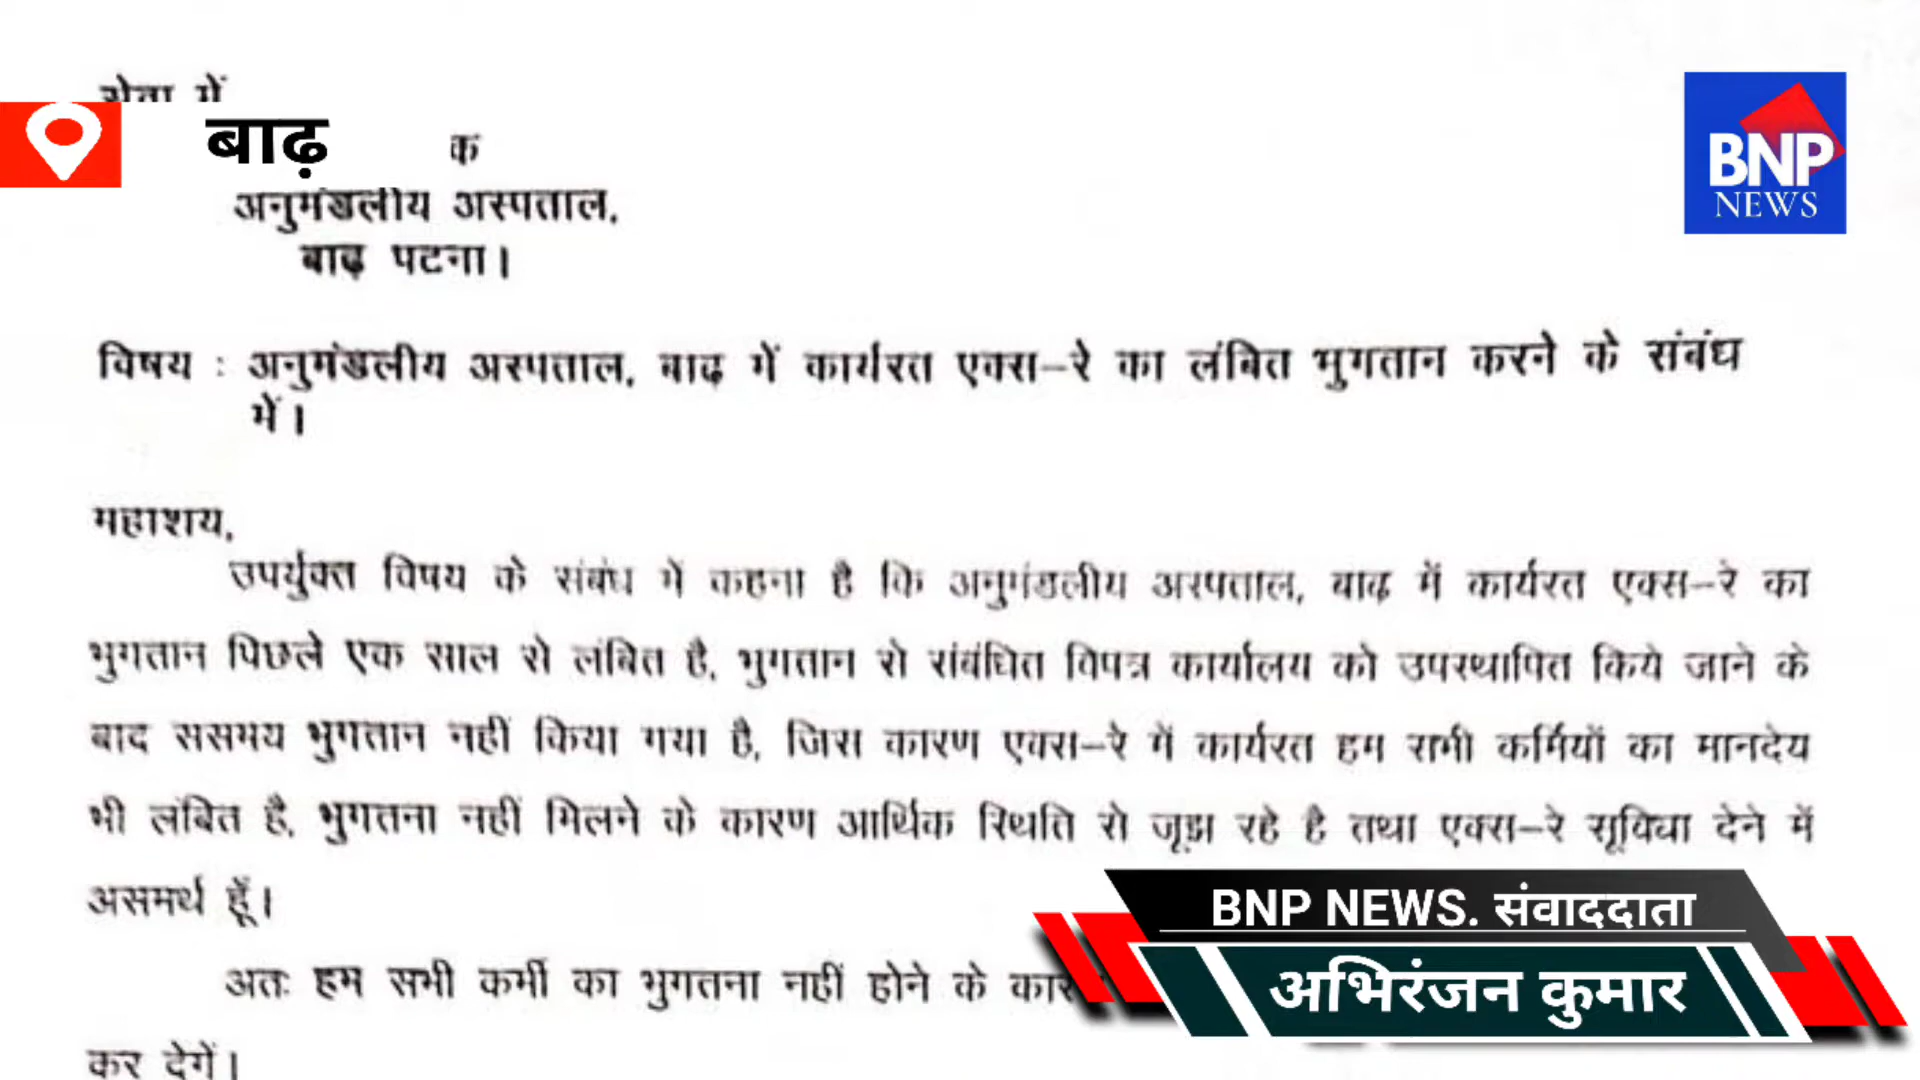 सेवा में
बाढ़
क
अनुमंडलीय अस्पताल,
बाढ़ पटना।
BNP
NEWS
विषय : अनुमंडलीय अस्पताल, बाढ़ में कार्यरत एक्स-रे का लंबित भुगतान करने के संबंध
में।
महाशय,
उपर्युक्त विषय के संबंध में कहना है कि अनुमंडलीय अस्पताल, बाढ़ में कार्यरत एक्स-रे का
भुगतान पिछले एक साल से लंबित है, भुगतान से संबंधित विपत्र कार्यालय को उपस्थापित किये जाने के
बाद ससमय भुगतान नहीं किया गया है, जिस कारण एक्स-रे में कार्यरत हम सभी कर्मियों का मानदेय
भी लंबित है, भुगतना नहीं मिलने के कारण आर्थिक स्थिति से जूझ रहे है तथा एक्स-रे सुविधा देने में
असमर्थ हूँ।
अतः हम सभी कर्मी का भुगतना नहीं होने के कार
कर देगें।
BNP NEWS. संवाददाता
अभिरंजन कुमार